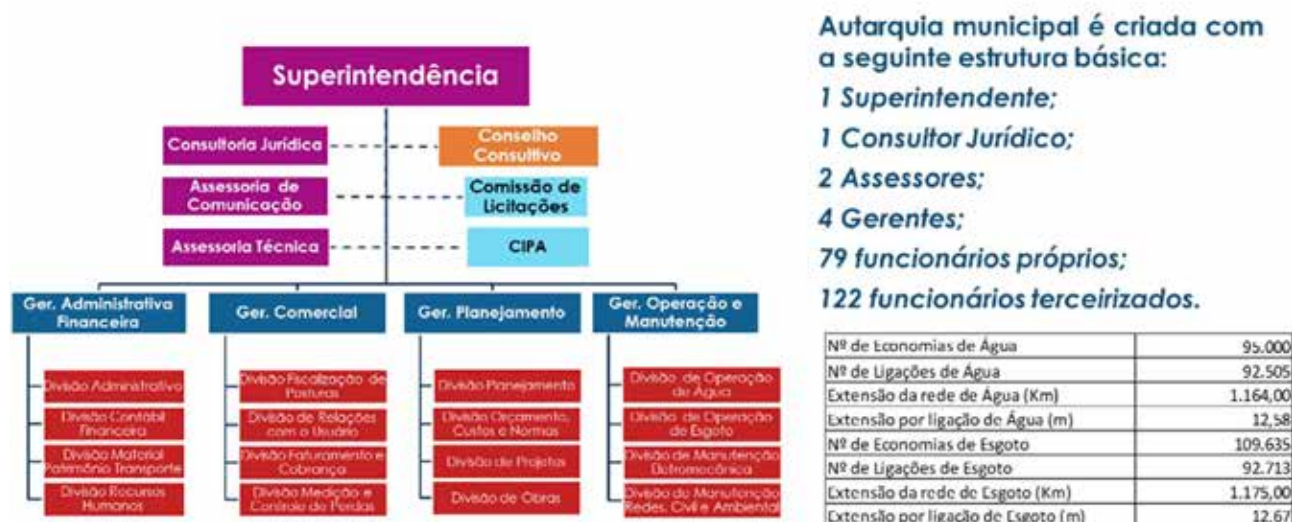 Superintendência
Consultoria Jurídica
Conselho
Consultivo
Assessoria de
Comunicação
Comissão de
Licitações
Assessoria Técnica
CIPA
Ger. Administrativa
Financeira
Ger. Comercial
Ger. Planejamento
Ger. Operação e
Manutenção
Divisão Administrativo
Divisão Contábil
Financeira
Divisão Material
Patrimônio Transporte
Divisão Recursos
Humanos
Divisão Fiscalização de
Posturas
Divisão de Relações
com o Usuário
Divisão Faturamento e
Cobrança
Divisão Medição e
Controle de Perdas
Divisão Planejamento
Divisão Orçamento,
Custos e Normas
Divisão de Projetos
Divisão de Obras
Divisão de Operação
de Água
Divisão de Operação
de Esgoto
Divisão de Manutenção
Eletromecânica
Divisão de Manutenção
Redes, Civil e Ambiental
Autarquia municipal é criada com
a seguinte estrutura básica:
1 Superintendente;
1 Consultor Jurídico;
2 Assessores;
4 Gerentes;
79 funcionários próprios;
122 funcionários terceirizados.
Nº de Economias de Água 95.000
Nº de Ligações de Água 92.505
Extensão da rede de Água (Km) 1.164,00
Extensão por ligação de Água (m) 12,58
Nº de Economias de Esgoto 109.635
Nº de Ligações de Esgoto 92.713
Extensão da rede de Esgoto (Km) 1.175,00
Extensão por ligação de Esgoto (m) 12,67